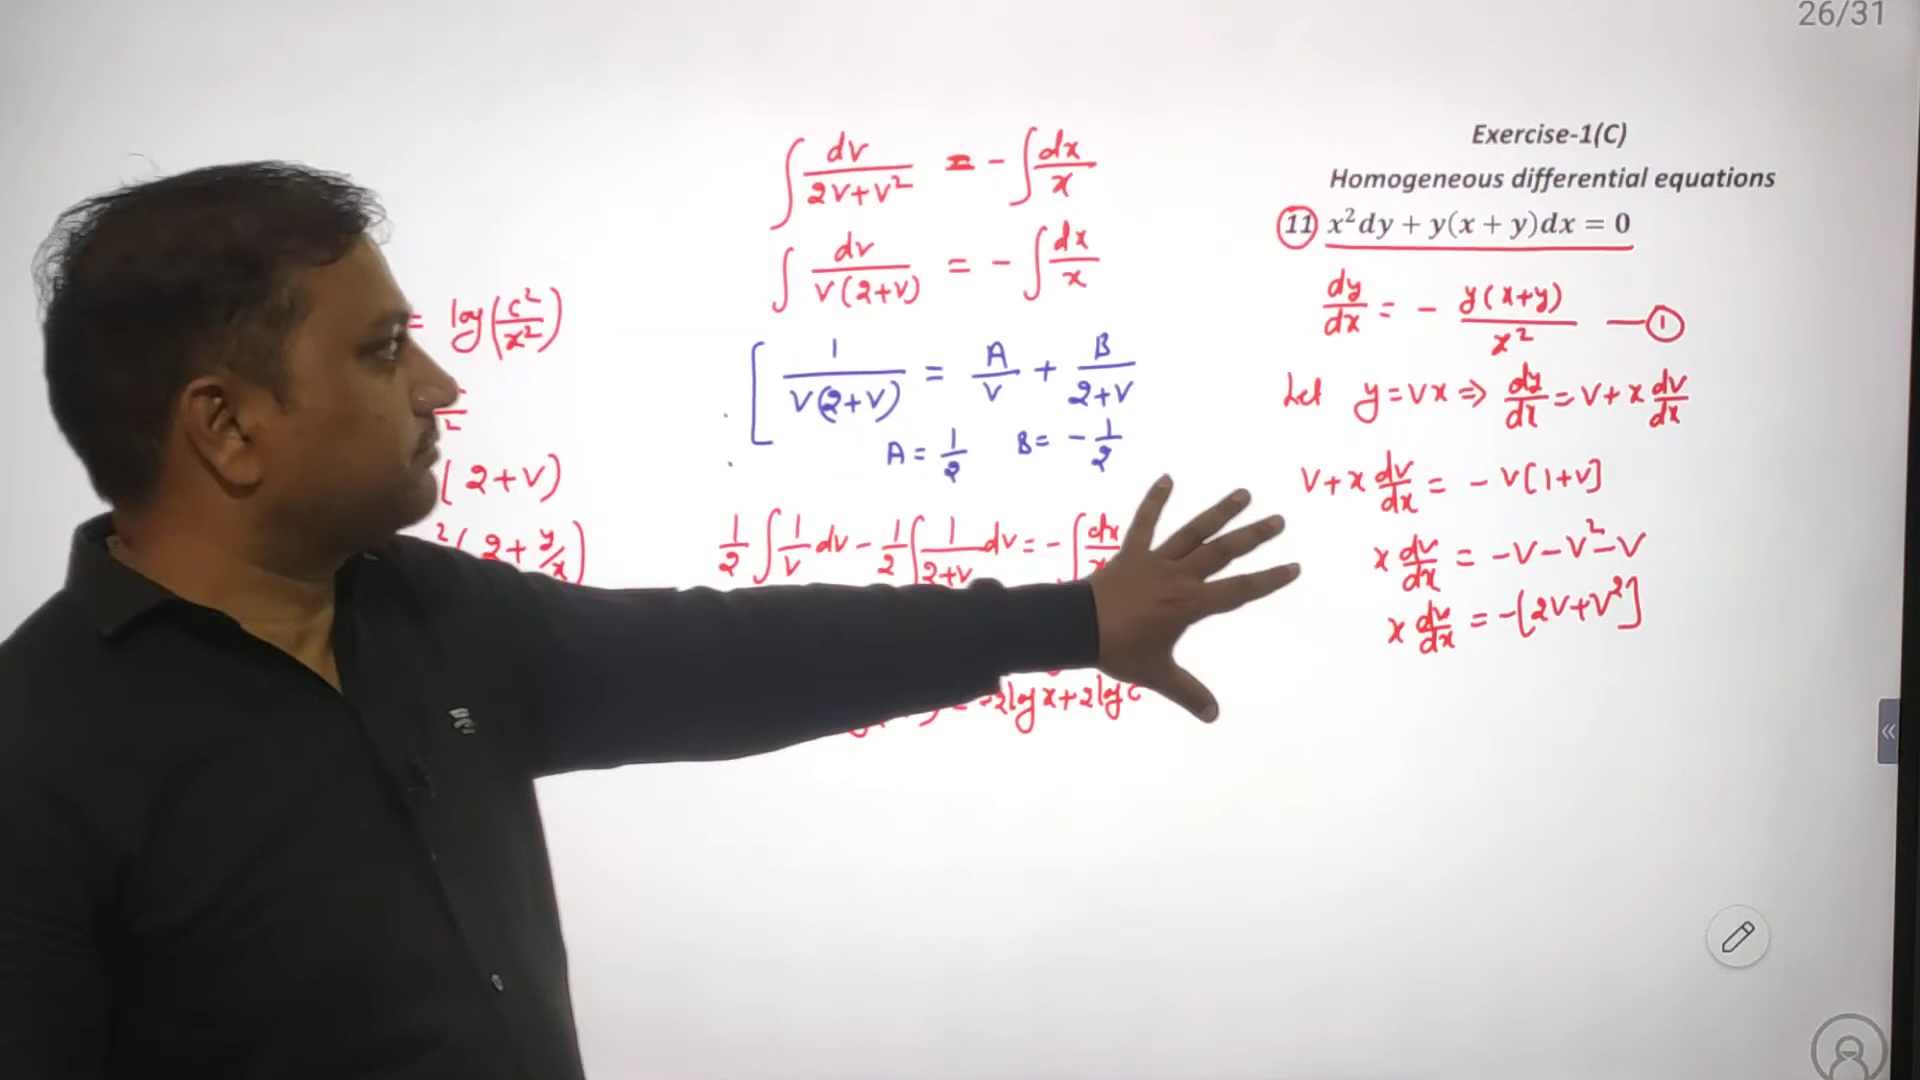 26/31
Exercise-1(C)
Homogeneous differential equations
11 x²dy + y(x + y)dx = 0
dy/dx = - y(x+y)/x² —①
Let y=vx ⇒ dy/dx = v+x dv/dx
v+x dv/dx = - v[1+v]
x dv/dx = -v-v²-v
x dv/dx = -[2v+v²]
∫ dv/2v+v² = - ∫ dx/x
∫ dv/v(2+v) = - ∫ dx/x
[ 1/v(2+v) = A/v + B/2+v
A = 1/2 B = - 1/2
1/2 ∫ 1/v dv - 1/2 ∫ 1/2+v dv = - ∫ dx
= -2log x+2log c
= log(c²/x²)
(2+v)
²(2+y/x)